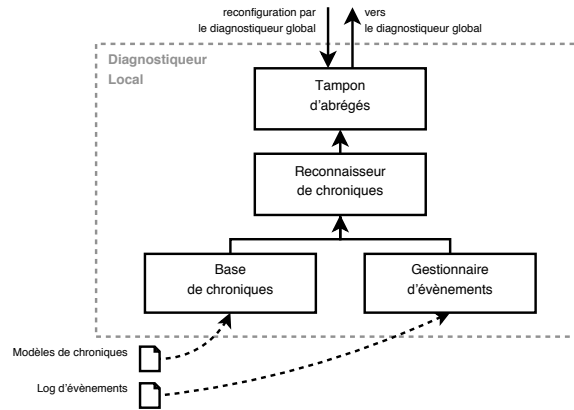 reconfiguration par
le diagnostiqueur global
vers
le diagnostiqueur global
Diagnostiqueur
Local
Tampon
d'abrégés
Reconnaisseur
de chroniques
Base
de chroniques
Gestionnaire
d'évènements
Modèles de chroniques
Log d'évènements